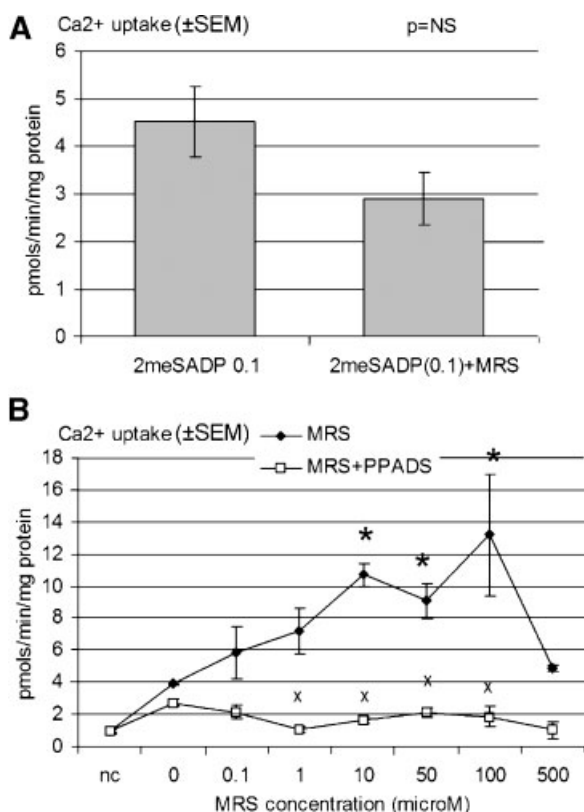 A
Ca2+ uptake (±SEM) p=NS
pmols/min/mg protein
6
5
4
3
2
1
0
2meSADP 0.1 2meSADP(0.1)+MRS
B
Ca2+ uptake (±SEM) MRS
MRS+PPADS
pmols/min/mg protein
18
16
14
12
10
8
6
4
2
0
* * *
x x x x
nc 0 0.1 1 10 50 100 500
MRS concentration (microM)